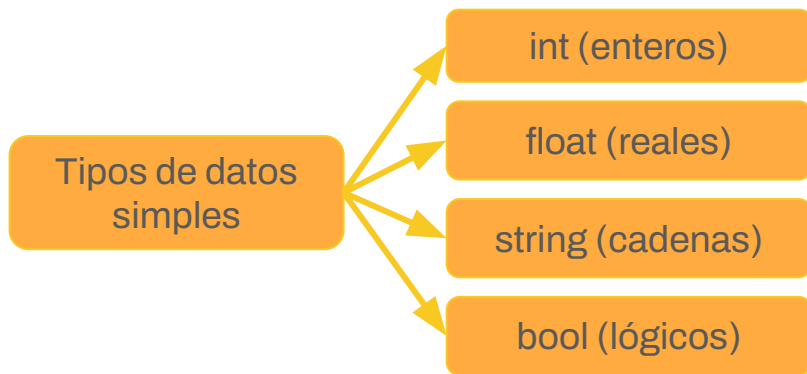 Tipos de datos
simples
int (enteros)
float (reales)
string (cadenas)
bool (lógicos)